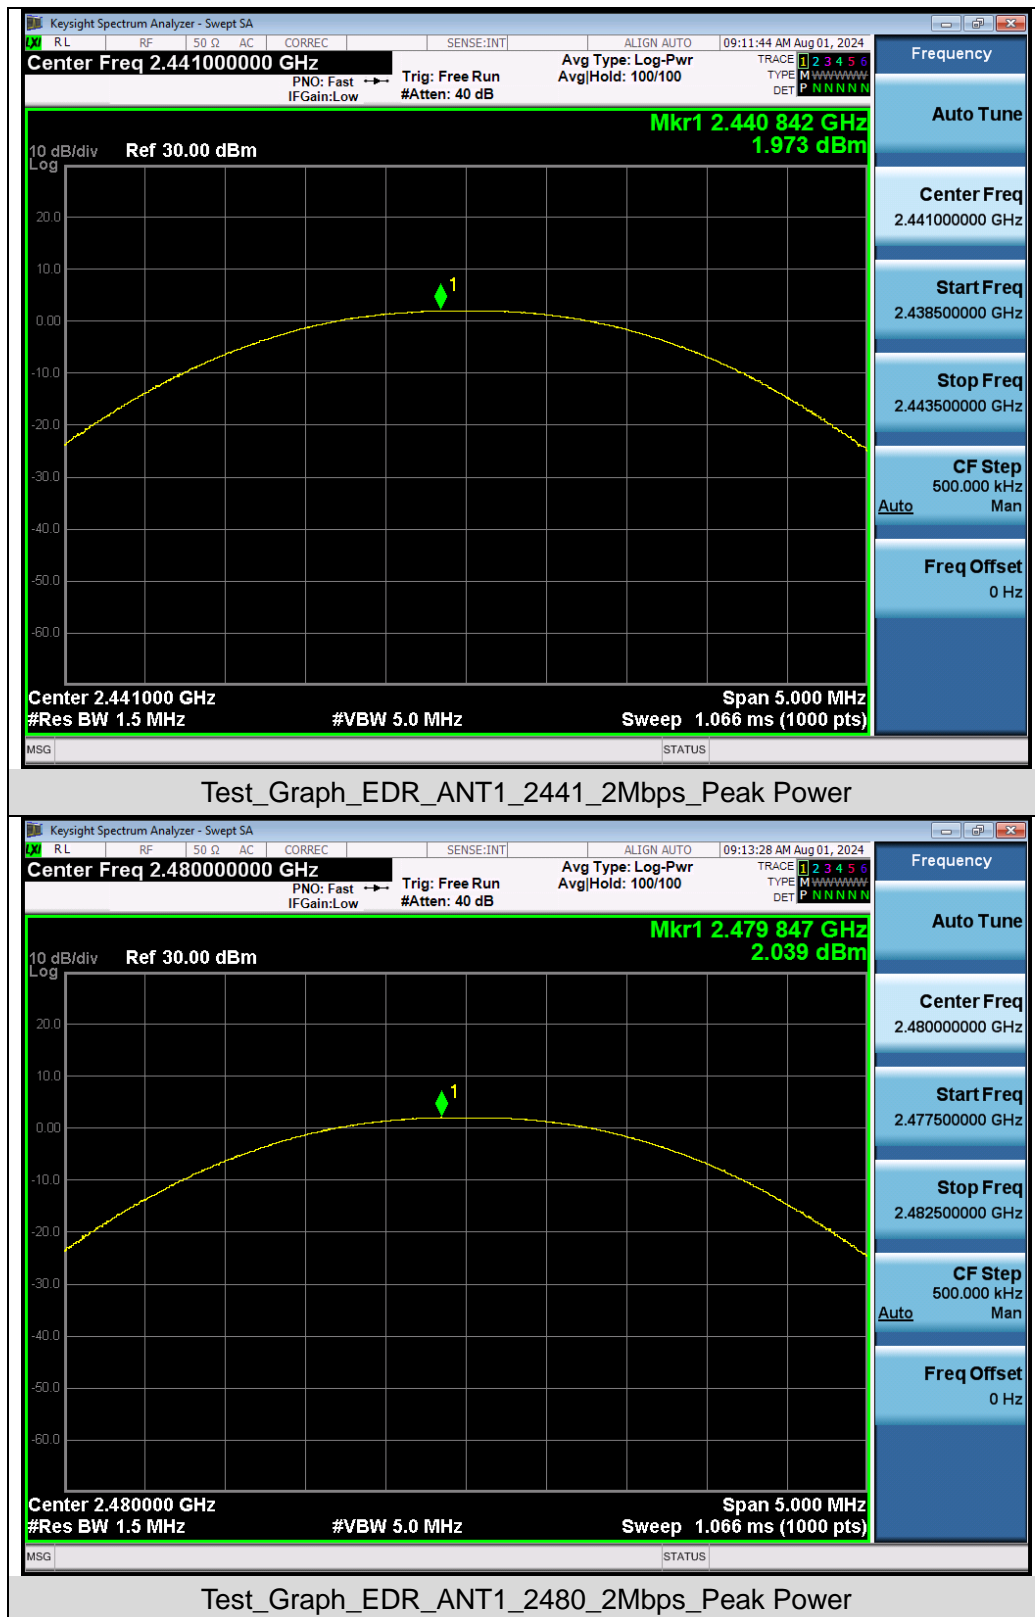 Keysight Spectrum Analyzer - Swept SA
LXI RL RF 50 Ω AC CORREC SENSE:INT ALIGN AUTO 09:11:44 AM Aug 01, 2024
Center Freq 2.441000000 GHz
PNO: Fast
IFGain:Low
Trig: Free Run
#Atten: 40 dB
Avg Type: Log-Pwr
Avg|Hold: 100/100
TRACE 1 2 3 4 5 6
TYPE M WWWWW
DET P N N N N N
Mkr1 2.440 842 GHz
1.973 dBm
10 dB/div Ref 30.00 dBm
Log
20.0
10.0
0.00
-10.0
-20.0
-30.0
-40.0
-50.0
-60.0
1
Center 2.441000 GHz Span 5.000 MHz
#Res BW 1.5 MHz #VBW 5.0 MHz Sweep 1.066 ms (1000 pts)
MSG STATUS
Frequency
Auto Tune
Center Freq
2.441000000 GHz
Start Freq
2.438500000 GHz
Stop Freq
2.443500000 GHz
CF Step
500.000 kHz
Auto Man
Freq Offset
0 Hz
Test_Graph_EDR_ANT1_2441_2Mbps_Peak Power
Keysight Spectrum Analyzer - Swept SA
LXI RL RF 50 Ω AC CORREC SENSE:INT ALIGN AUTO 09:13:28 AM Aug 01, 2024
Center Freq 2.480000000 GHz
PNO: Fast
IFGain:Low
Trig: Free Run
#Atten: 40 dB
Avg Type: Log-Pwr
Avg|Hold: 100/100
TRACE 1 2 3 4 5 6
TYPE M WWWWW
DET P N N N N N
Mkr1 2.479 847 GHz
2.039 dBm
10 dB/div Ref 30.00 dBm
Log
20.0
10.0
0.00
-10.0
-20.0
-30.0
-40.0
-50.0
-60.0
1
Center 2.480000 GHz Span 5.000 MHz
#Res BW 1.5 MHz #VBW 5.0 MHz Sweep 1.066 ms (1000 pts)
MSG STATUS
Frequency
Auto Tune
Center Freq
2.480000000 GHz
Start Freq
2.477500000 GHz
Stop Freq
2.482500000 GHz
CF Step
500.000 kHz
Auto Man
Freq Offset
0 Hz
Test_Graph_EDR_ANT1_2480_2Mbps_Peak Power